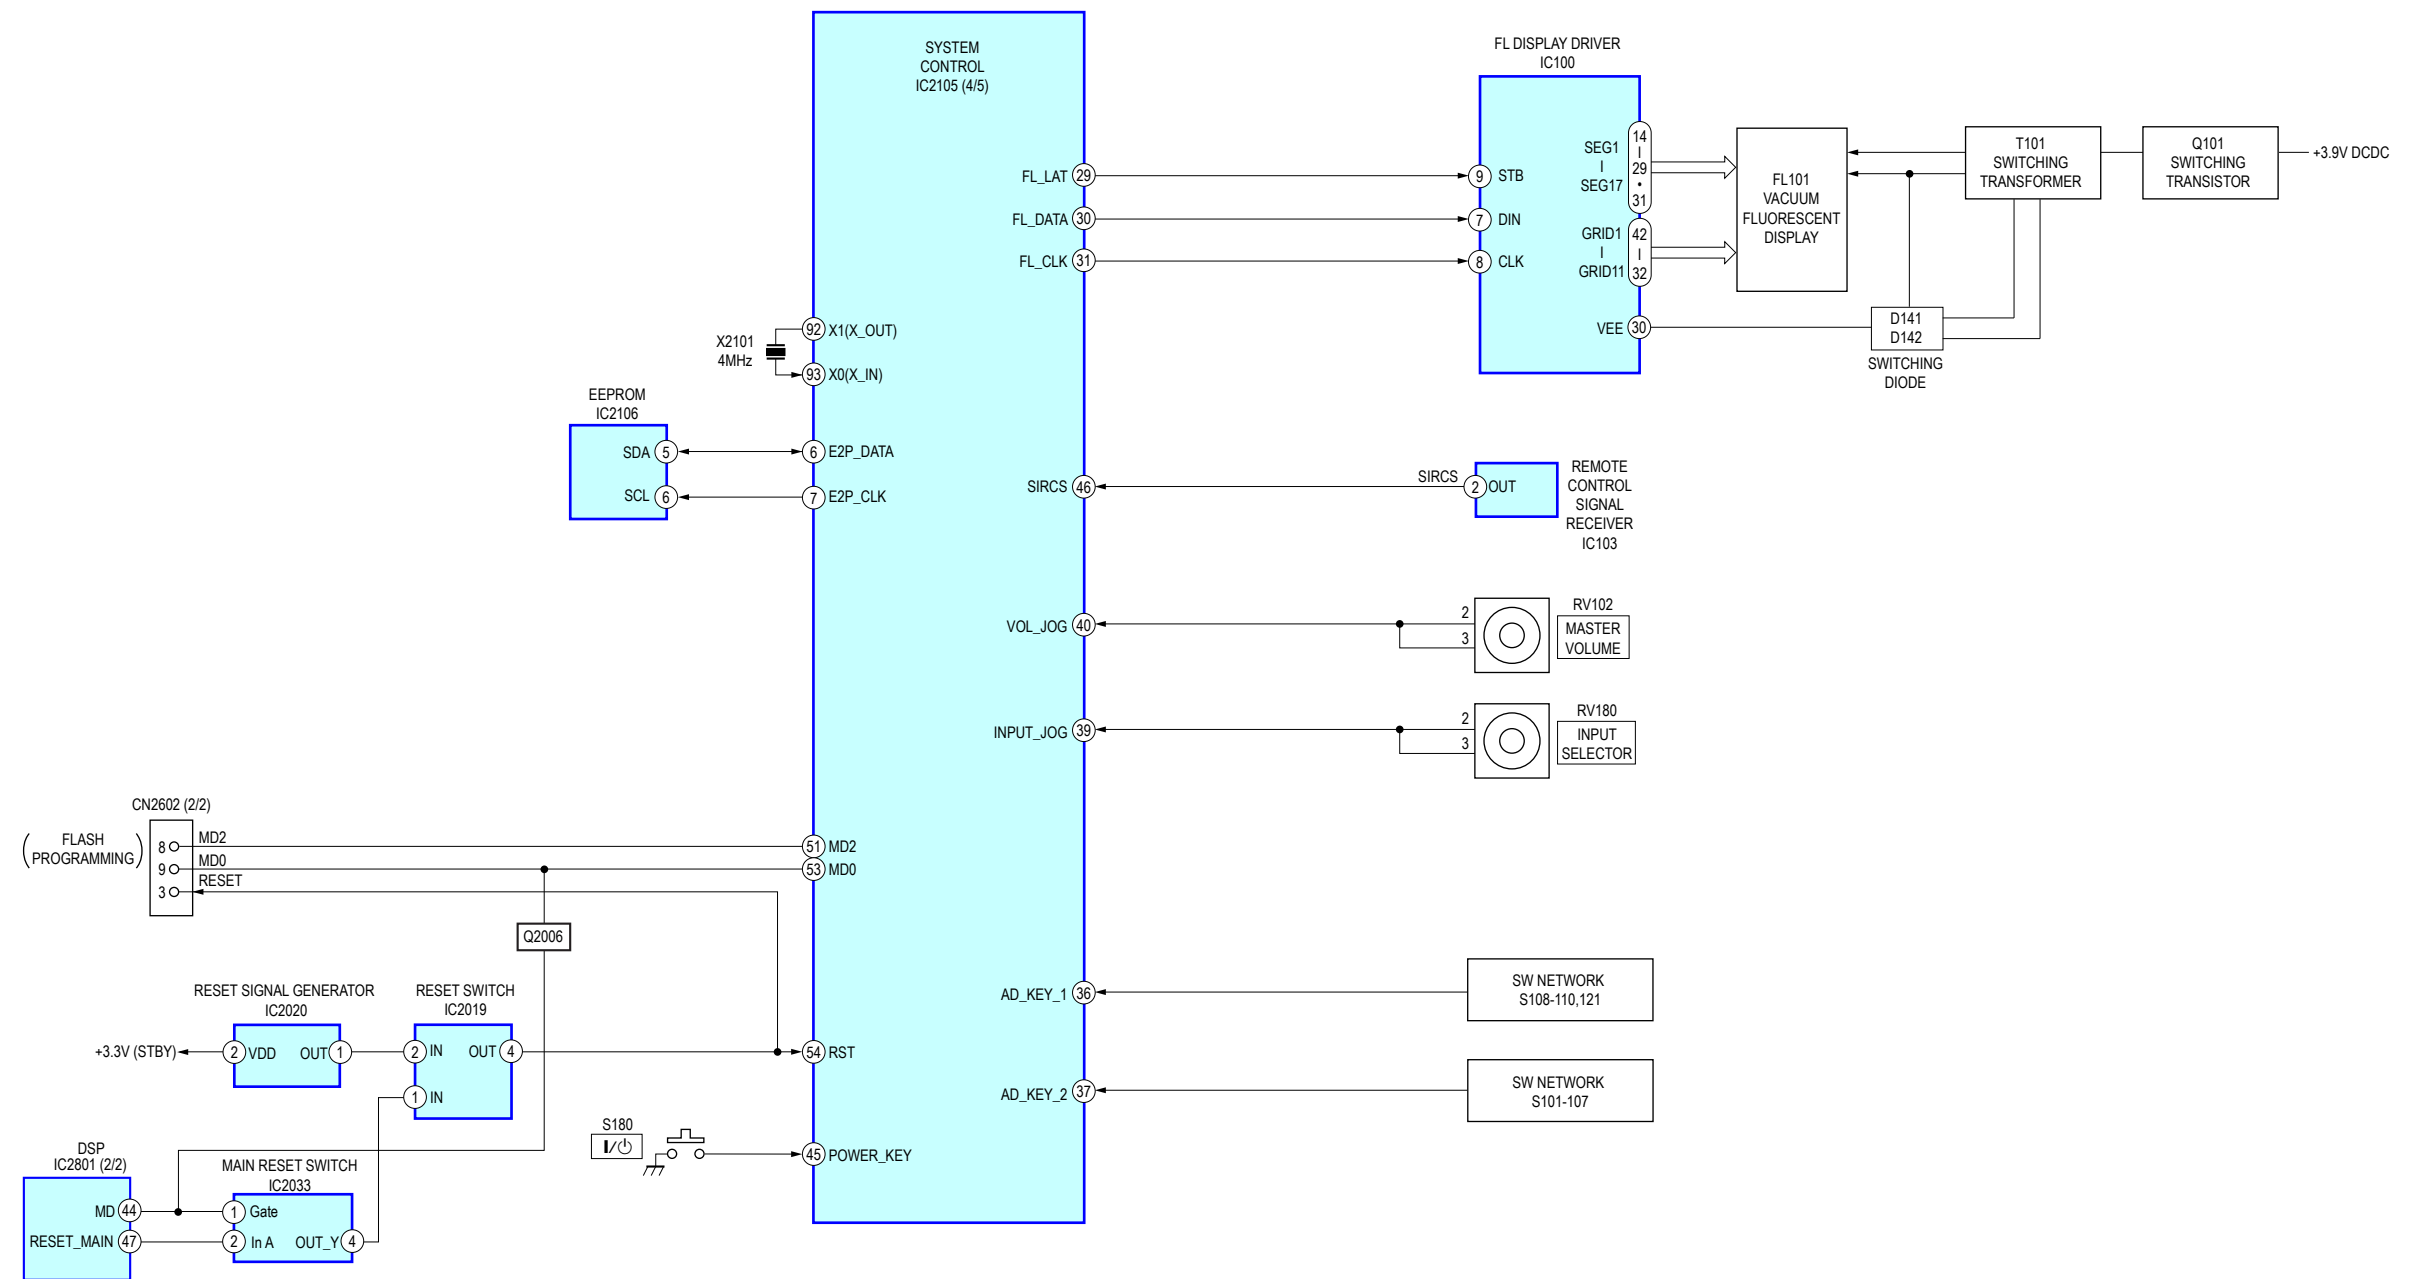 SYSTEM
CONTROL
IC2105 (4/5)
FL_LAT 29
FL_DATA 30
FL_CLK 31
92 X1(X_OUT)
93 X0(X_IN)
X2101
4MHz
EEPROM
IC2106
SDA 5
SCL 6
6 E2P_DATA
7 E2P_CLK
FL DISPLAY DRIVER
IC100
9 STB
7 DIN
8 CLK
SEG1
I
SEG17
14
I
29
•
31
GRID1
I
GRID11
42
I
32
VEE 30
FL101
VACUUM
FLUORESCENT
DISPLAY
T101
SWITCHING
TRANSFORMER
Q101
SWITCHING
TRANSISTOR
+3.9V DCDC
D141
D142
SWITCHING
DIODE
SIRCS 46
SIRCS
2 OUT
REMOTE
CONTROL
SIGNAL
RECEIVER
IC103
VOL_JOG 40
2
3
RV102
MASTER
VOLUME
INPUT_JOG 39
2
3
RV180
INPUT
SELECTOR
CN2602 (2/2)
( FLASH
PROGRAMMING )
8 MD2
9 MD0
3 RESET
51 MD2
53 MD0
Q2006
RESET SIGNAL GENERATOR
IC2020
RESET SWITCH
IC2019
+3.3V (STBY)
2 VDD OUT 1
2 IN OUT 4
1 IN
54 RST
AD_KEY_1 36
SW NETWORK
S108-110,121
AD_KEY_2 37
SW NETWORK
S101-107
S180
I/⏻
45 POWER_KEY
DSP
IC2801 (2/2)
MAIN RESET SWITCH
IC2033
MD 44
RESET_MAIN 47
1 Gate
2 In A OUT_Y 4